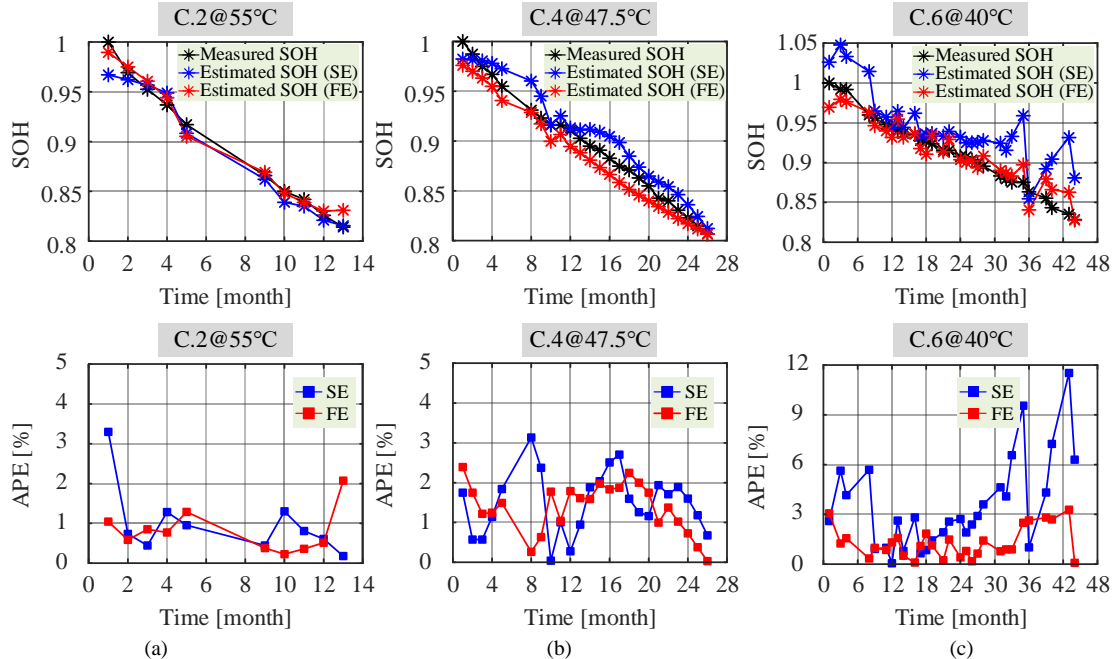 C.2@55°C
C.4@47.5°C
C.6@40°C
SOH
1
0.95
0.9
0.85
0.8
Measured SOH
Estimated SOH (SE)
Estimated SOH (FE)
0 2 4 6 8 10 12 14
Time [month]
SOH
1
0.95
0.9
0.85
0.8
Measured SOH
Estimated SOH (SE)
Estimated SOH (FE)
0 4 8 12 16 20 24 28
Time [month]
SOH
1.05
1
0.95
0.9
0.85
0.8
Measured SOH
Estimated SOH (SE)
Estimated SOH (FE)
0 6 12 18 24 30 36 42 48
Time [month]
C.2@55°C
C.4@47.5°C
C.6@40°C
APE [%]
5
4
3
2
1
0
SE
FE
0 2 4 6 8 10 12 14
Time [month]
APE [%]
5
4
3
2
1
0
SE
FE
0 4 8 12 16 20 24 28
Time [month]
APE [%]
12
9
6
3
0
SE
FE
0 6 12 18 24 30 36 42 48
Time [month]
(a)
(b)
(c)